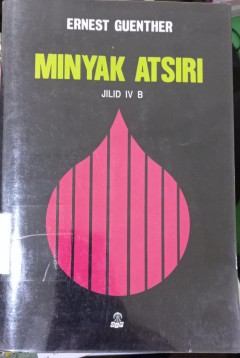 ERNEST GUENTHER
MINYAK ATSIRI
JILID IV B